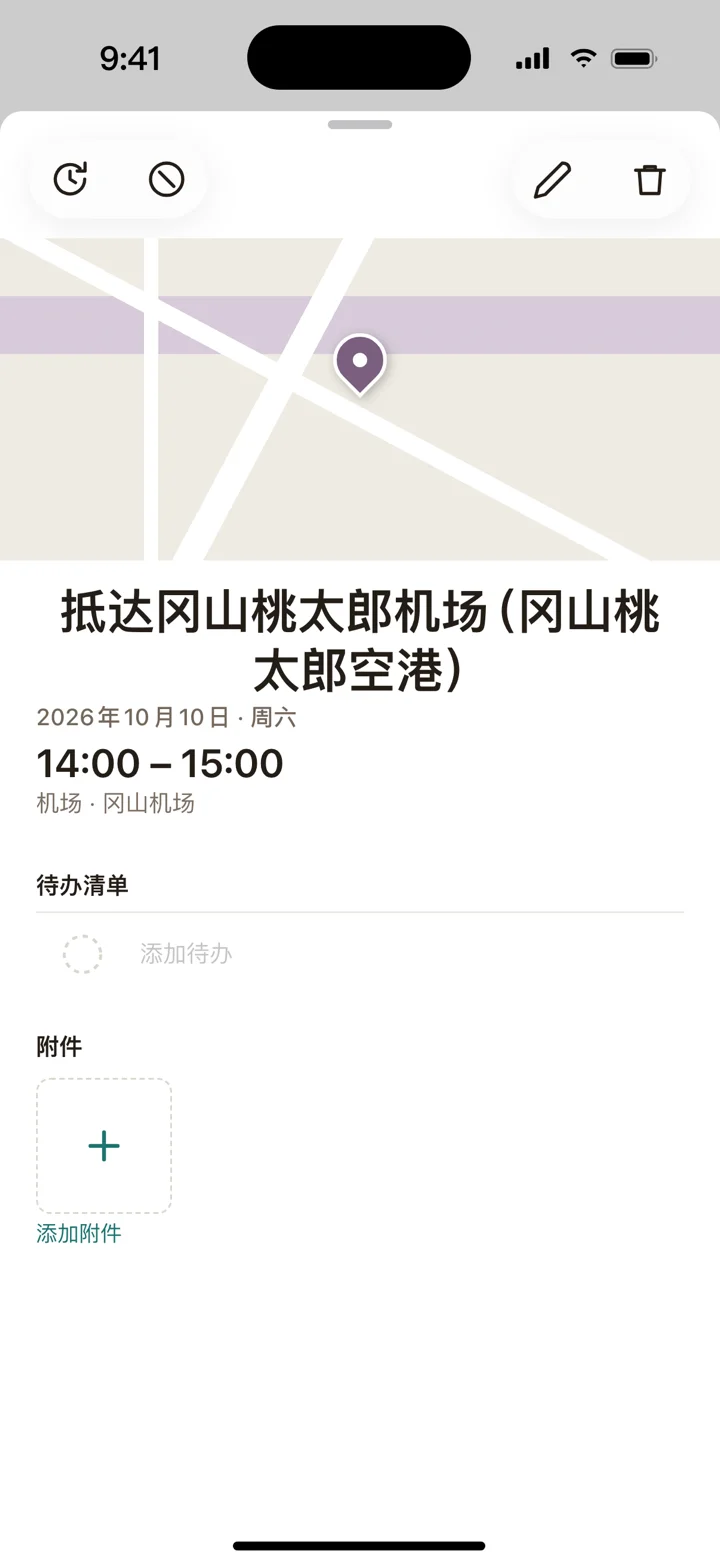 9:41
抵达冈山桃太郎机场（冈山桃
太郎空港）
2026年10月10日 · 周六
14:00 – 15:00
机场 · 冈山机场
待办清单
添加待办
附件
添加附件